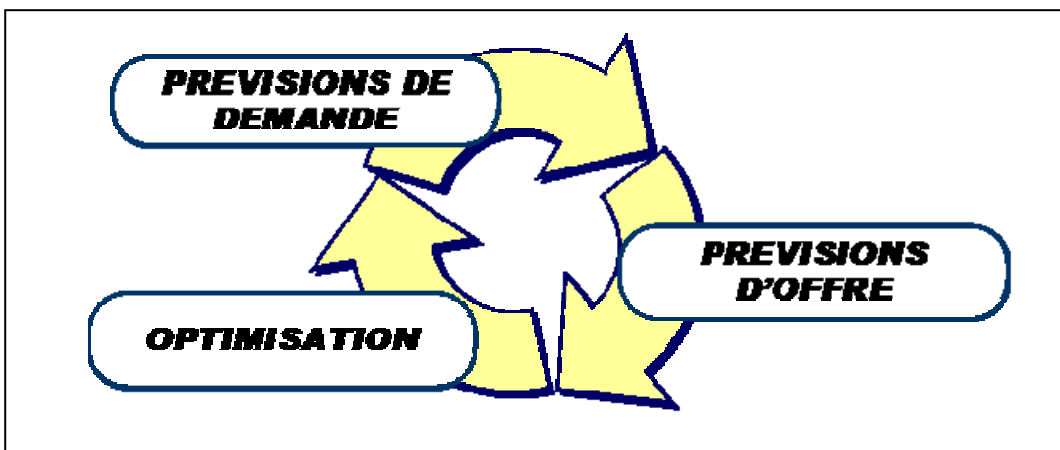 PREVISIONS DE
DEMANDE
PREVISIONS
D'OFFRE
OPTIMISATION